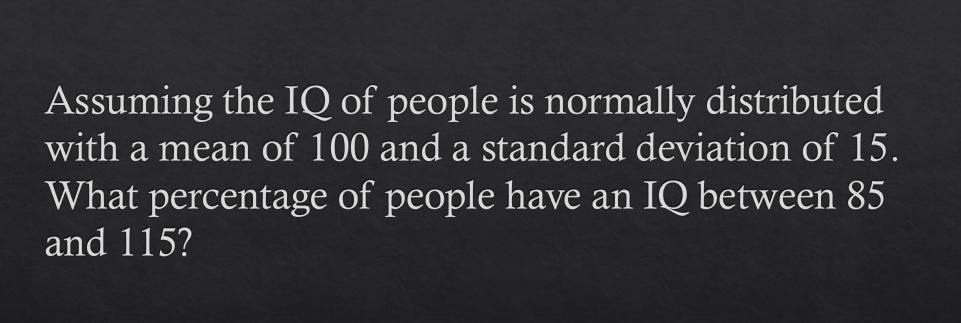 Assuming the IQ of people is normally distributed
with a mean of 100 and a standard deviation of 15.
What percentage of people have an IQ between 85
and 115?